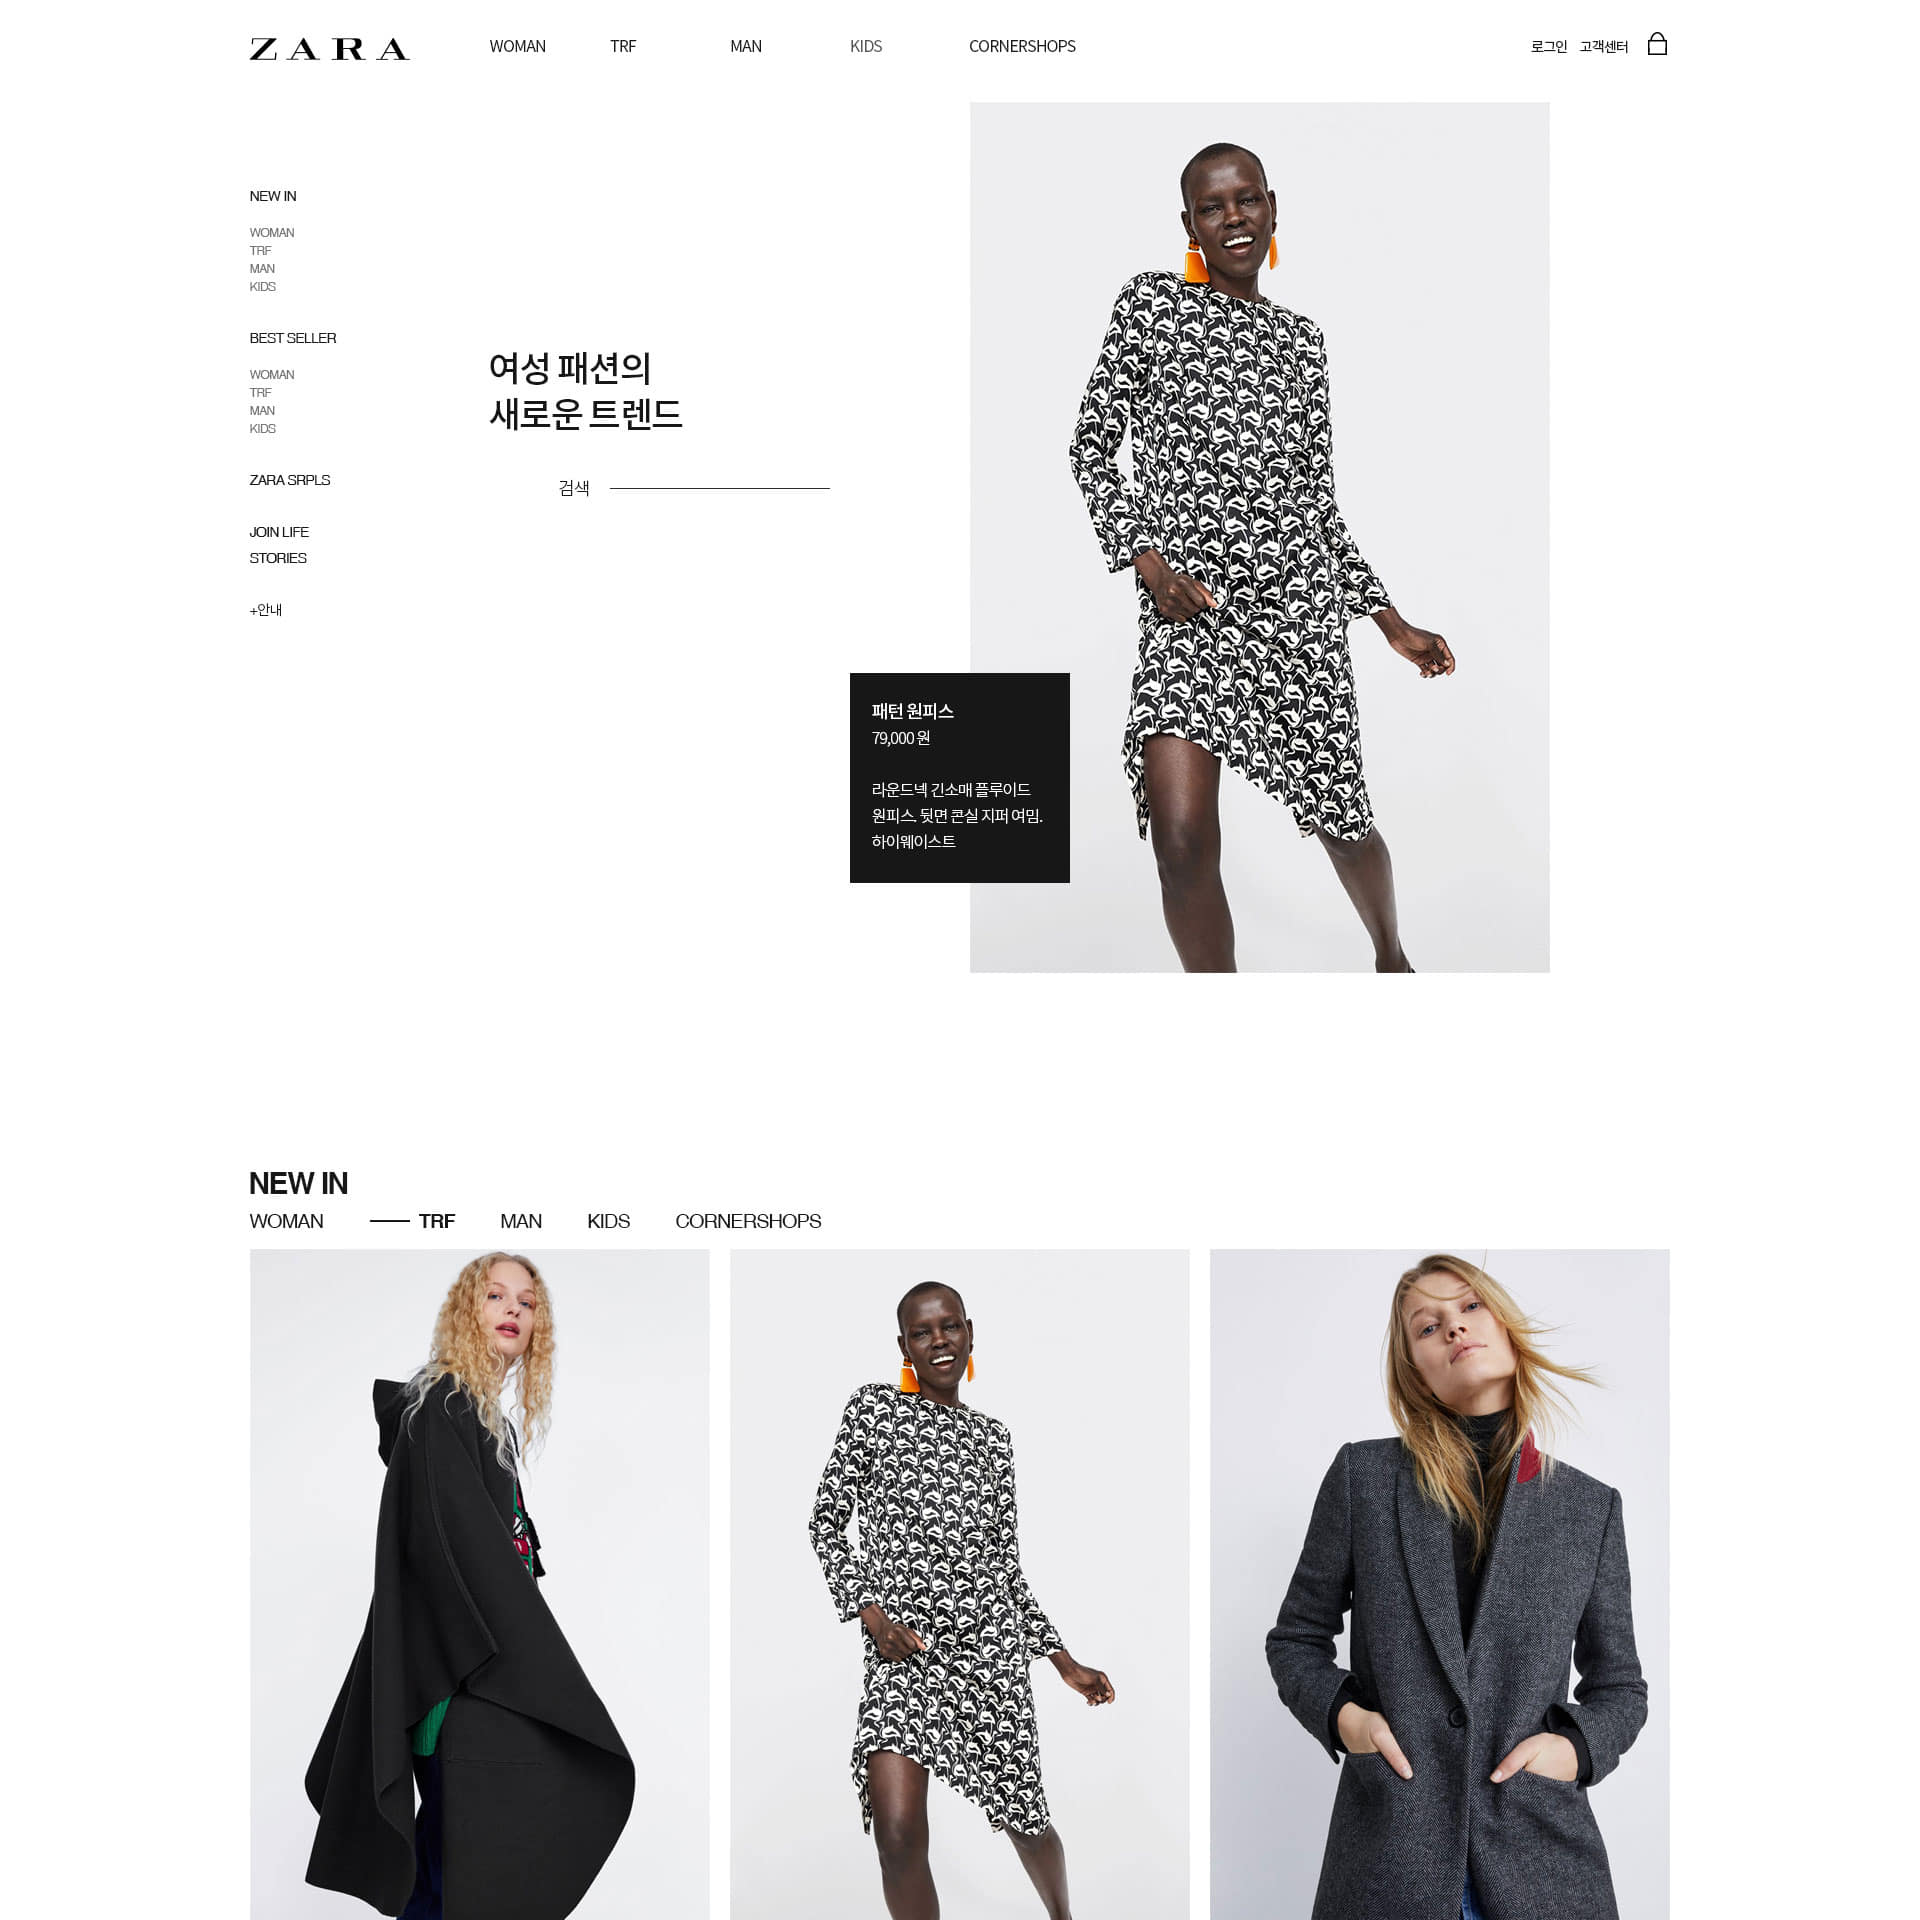 ZARA
WOMAN
TRF
MAN
KIDS
CORNERSHOPS
로그인
고객센터
NEW IN
WOMAN
TRF
MAN
KIDS
BEST SELLER
WOMAN
TRF
MAN
KIDS
ZARA SRPLS
JOIN LIFE
STORIES
+안내
여성 패션의
새로운 트렌드
검색
패턴 원피스
79,000 원
라운드넥 긴소매 플루이드
원피스. 뒷면 콘실 지퍼 여밈.
하이웨이스트
NEW IN
WOMAN
TRF
MAN
KIDS
CORNERSHOPS